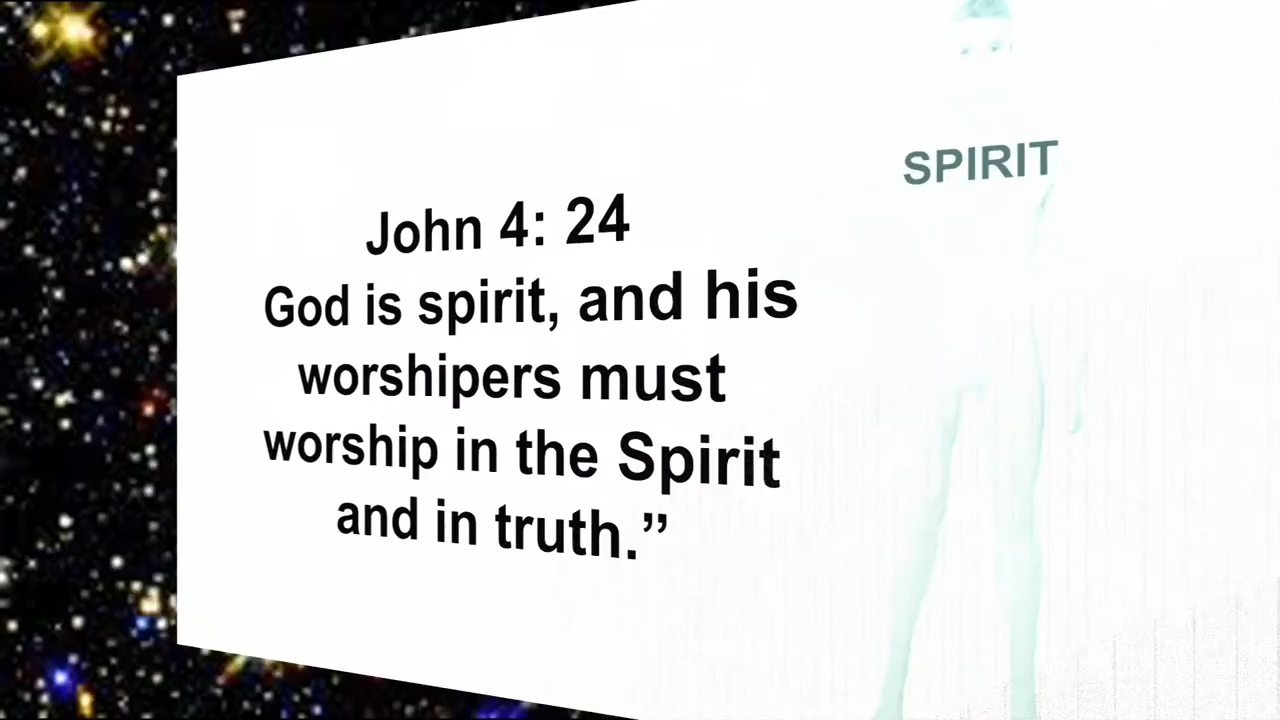 John 4: 24
God is spirit, and his
worshipers must
worship in the Spirit
and in truth.”
SPIRIT